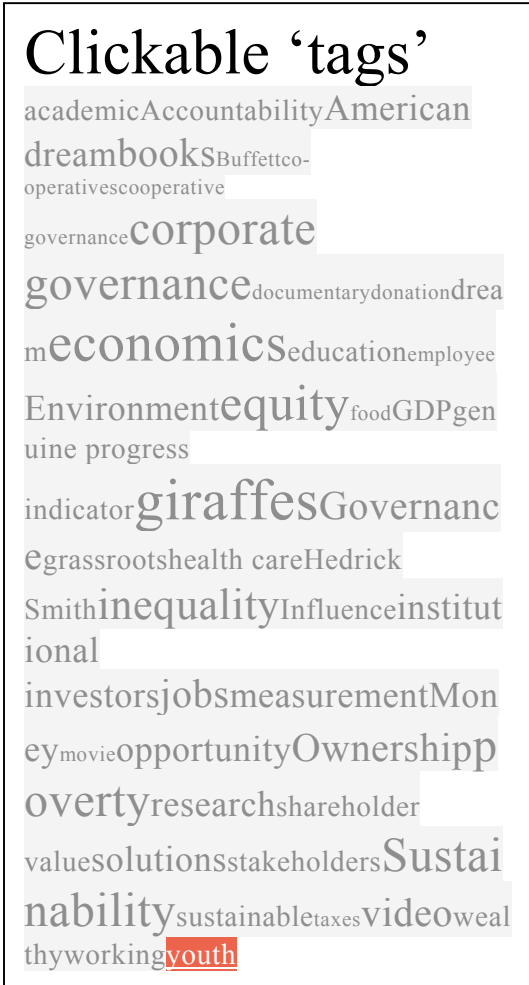 Clickable ‘tags’
academicAccountabilityAmerican
dreambooksBuffettco-
operativescooperative
governancecorporate
governancedocumentarydonationdrea
meconomicseducationemployee
EnvironmentequityfoodGDPgen
uine progress
indicatorgiraffesGovernanc
egrassrootshealth careHedrick
SmithinequalityInfluenceinstitut
ional
investorsjobsmeasurementMon
eymovieopportunityOwnershipp
overtyresearchshareholder
valuesolutionsstakeholdersSustai
nabilitysustainabletaxesvideoweal
thyworkingyouth